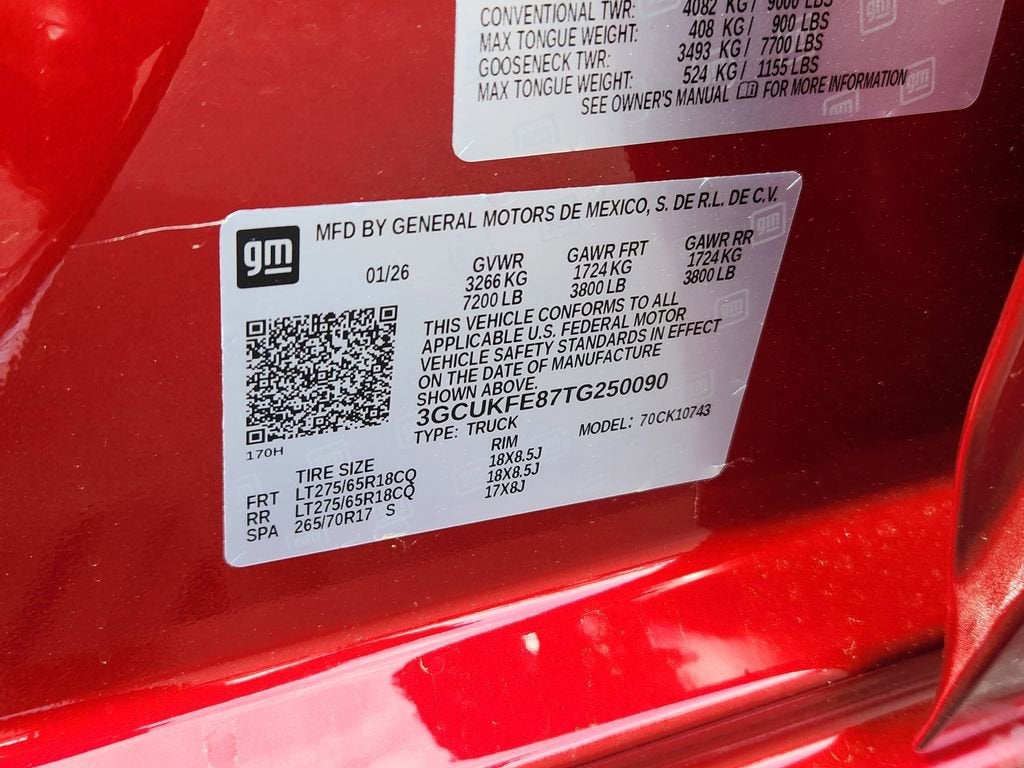 CONVENTIONAL TWR: 4082 KG/ 9000 LBS
MAX TONGUE WEIGHT: 408 KG/ 900 LBS
GOOSENECK TWR: 3493 KG/ 7700 LBS
MAX TONGUE WEIGHT: 524 KG/ 1155 LBS
SEE OWNER'S MANUAL FOR MORE INFORMATION
gm
MFD BY GENERAL MOTORS DE MEXICO, S. DE R.L. DE C.V.
01/26 GVWR GAWR FRT GAWR RR
3266 KG 1724 KG 1724 KG
7200 LB 3800 LB 3800 LB
THIS VEHICLE CONFORMS TO ALL
APPLICABLE U.S. FEDERAL MOTOR
VEHICLE SAFETY STANDARDS IN EFFECT
ON THE DATE OF MANUFACTURE
SHOWN ABOVE.
3GCUKFE87TG250090
TYPE: TRUCK MODEL: 70CK10743
170H
TIRE SIZE RIM
FRT LT275/65R18CQ 18X8.5J
RR LT275/65R18CQ 18X8.5J
SPA 265/70R17 S 17X8J